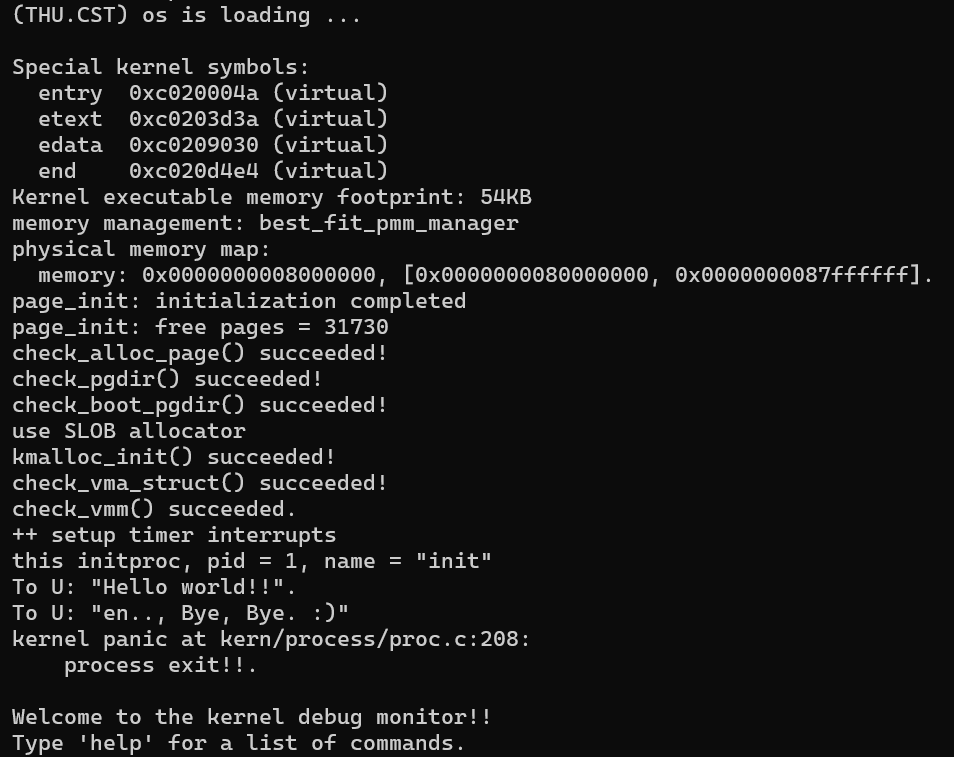 (THU.CST) os is loading ...
Special kernel symbols:
  entry  0xc020004a (virtual)
  etext  0xc0203d3a (virtual)
  edata  0xc0209030 (virtual)
  end    0xc020d4e4 (virtual)
Kernel executable memory footprint: 54KB
memory management: best_fit_pmm_manager
physical memory map:
  memory: 0x0000000008000000, [0x0000000080000000, 0x0000000087ffffff].
page_init: initialization completed
page_init: free pages = 31730
check_alloc_page() succeeded!
check_pgdir() succeeded!
check_boot_pgdir() succeeded!
use SLOB allocator
kmalloc_init() succeeded!
check_vma_struct() succeeded!
check_vmm() succeeded.
++ setup timer interrupts
this initproc, pid = 1, name = "init"
To U: "Hello world!!".
To U: "en.., Bye, Bye. :)"
kernel panic at kern/process/proc.c:208:
    process exit!!.
Welcome to the kernel debug monitor!!
Type 'help' for a list of commands.